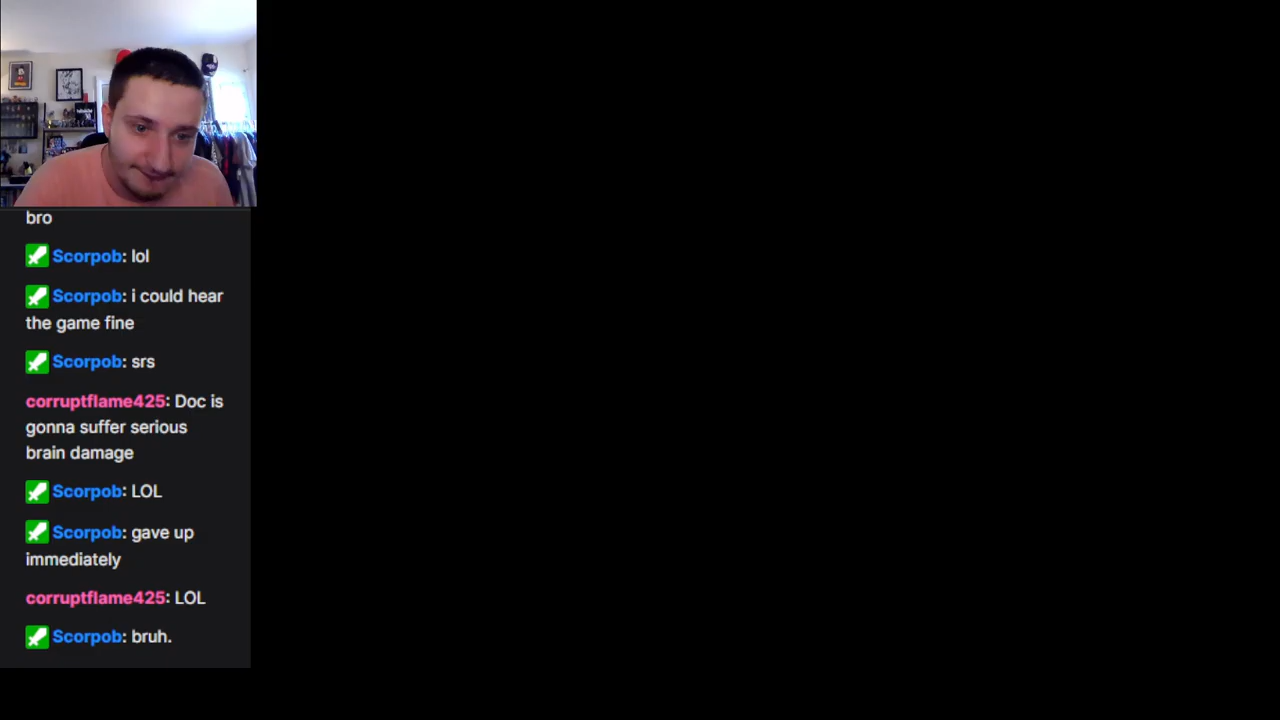 bro
Scorpob: lol
Scorpob: i could hear
the game fine
Scorpob: srs
corruptflame425: Doc is
gonna suffer serious
brain damage
Scorpob: LOL
Scorpob: gave up
immediately
corruptflame425: LOL
Scorpob: bruh.